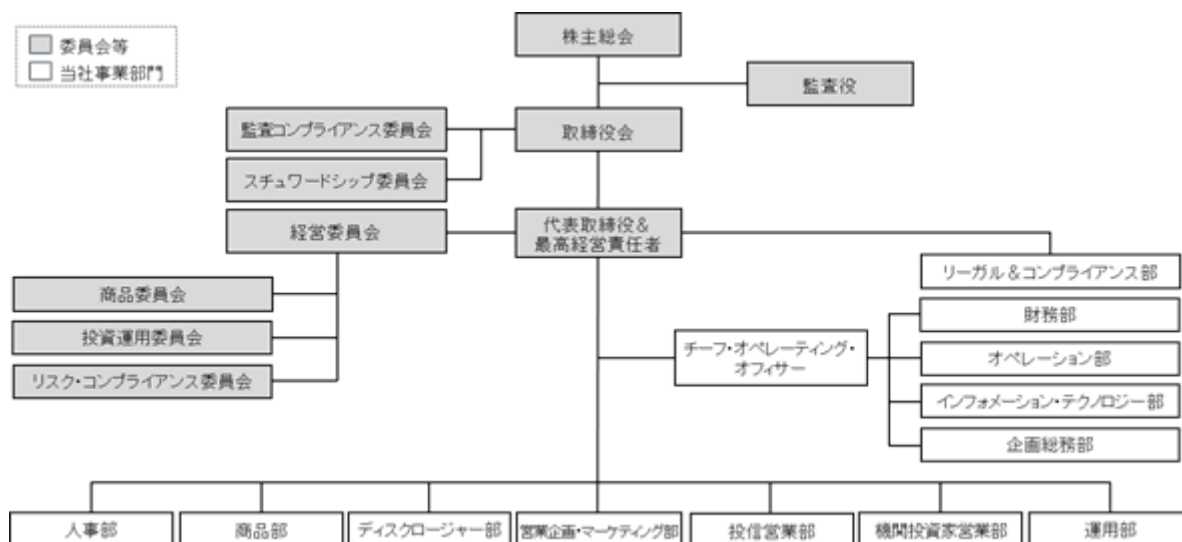 委員会等
当社事業部門
株主総会
監査役
監査コンプライアンス委員会
取締役会
スチュワードシップ委員会
経営委員会
代表取締役&
最高経営責任者
リーガル&コンプライアンス部
商品委員会
財務部
投資運用委員会
チーフ・オペレーティング・
オフィサー
オペレーション部
リスク・コンプライアンス委員会
インフォメーション・テクノロジー部
企画総務部
人事部
商品部
ディスクロージャー部
営業企画・マーケティング部
投信営業部
機関投資家営業部
運用部